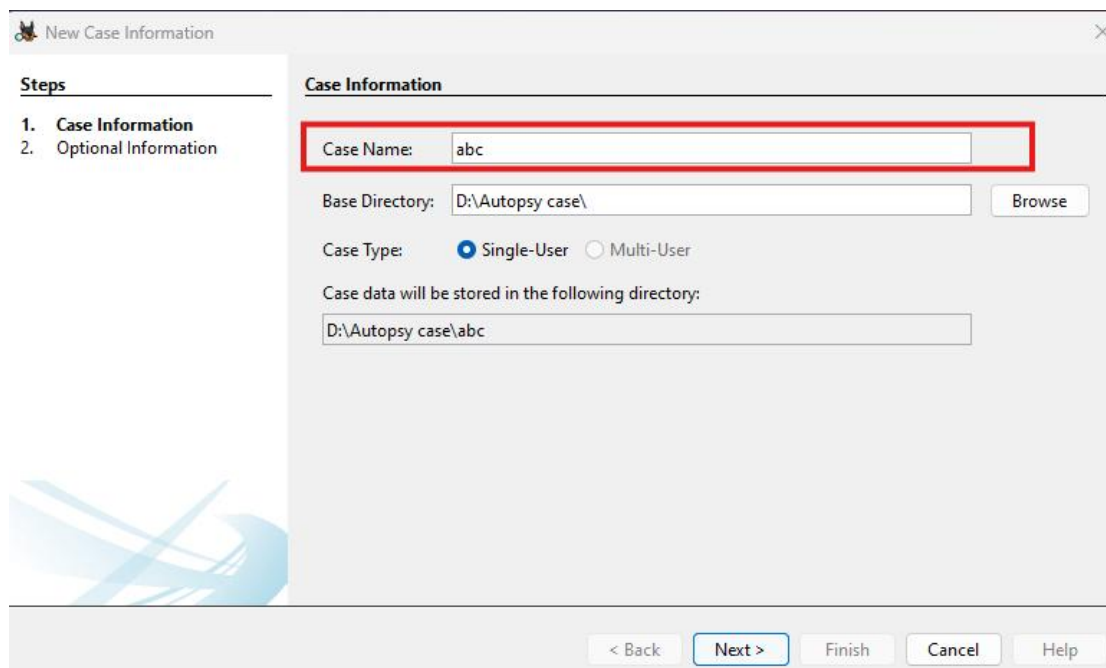 New Case Information
Steps
1. Case Information
2. Optional Information
Case Information
Case Name: abc
Base Directory: D:\Autopsy case\ Browse
Case Type: Single-User Multi-User
Case data will be stored in the following directory:
D:\Autopsy case\abc
< Back Next > Finish Cancel Help